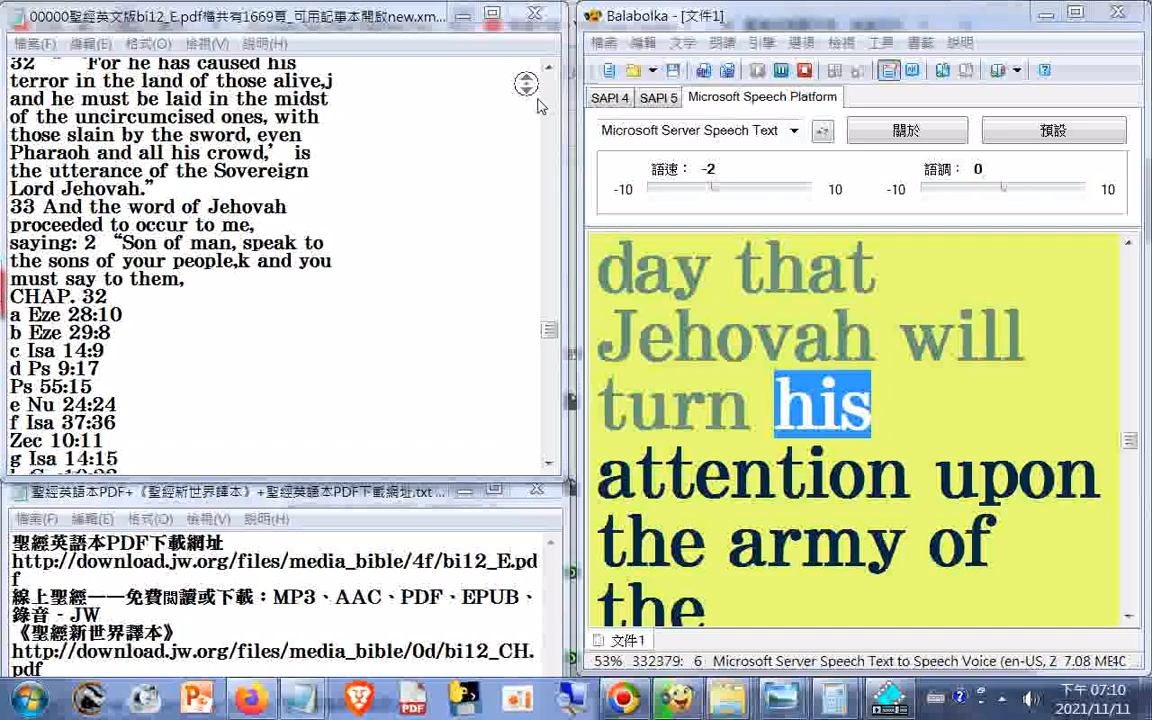 00000聖經英文版bi12_E.pdf檔共有1669頁_可用記事本開啟new.xm...
檔案(F) 編輯(E) 格式(O) 檢視(V) 說明(H)
32 “‘For he has caused his
terror in the land of those alive,j
and he must be laid in the midst
of the uncircumcised ones, with
those slain by the sword, even
Pharaoh and all his crowd,’ is
the utterance of the Sovereign
Lord Jehovah.”
33 And the word of Jehovah
proceeded to occur to me,
saying: 2 “Son of man, speak to
the sons of your people,k and you
must say to them,
CHAP. 32
a Eze 28:10
b Eze 29:8
c Isa 14:9
d Ps 9:17
Ps 55:15
e Nu 24:24
f Isa 37:36
Zec 10:11
g Isa 14:15
聖經英語本PDF+《聖經新世界譯本》+聖經英語本PDF下載網址.txt ...
檔案(F) 編輯(E) 格式(O) 檢視(V) 說明(H)
聖經英語本PDF下載網址
http://download.jw.org/files/media_bible/4f/bi12_E.pd
f
線上聖經——免費閱讀或下載：MP3、AAC、PDF、EPUB、
錄音 - JW
《聖經新世界譯本》
http://download.jw.org/files/media_bible/0d/bi12_CH.
pdf
Balabolka - [文件1]
檔案 編輯 文字 朗讀 引擎 選項 檢視 工具 書籤 說明
SAPI 4 SAPI 5 Microsoft Speech Platform
Microsoft Server Speech Text 關於 預設
語速： -2 語調： 0
-10 10 -10 10
day that
Jehovah will
turn his
attention upon
the army of
the
文件1
53% 332379: 6 Microsoft Server Speech Text to Speech Voice (en-US, Z 7.08 ME
下午 07:10
2021/11/11